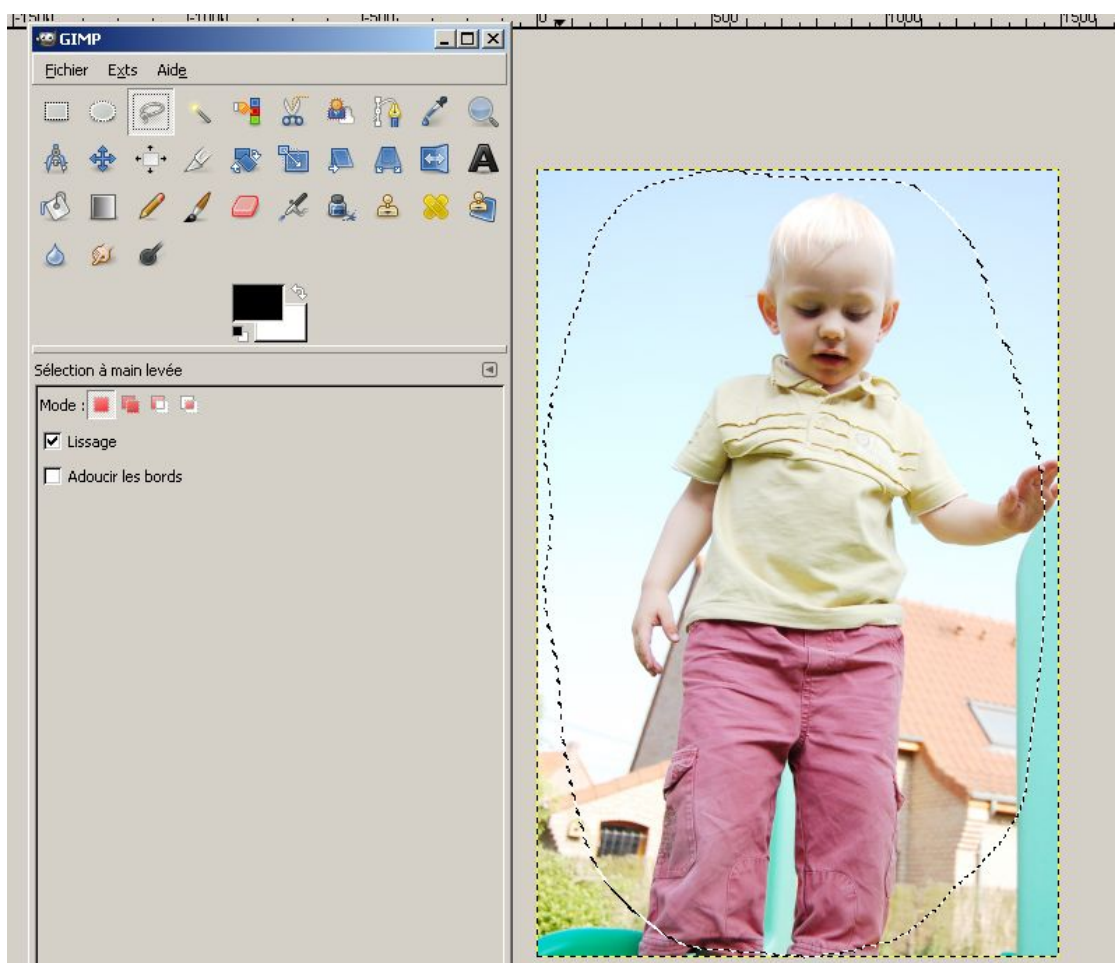 -1500 -1000 -500 0 500 1000 1500
GIMP
Fichier Exts Aide
Sélection à main levée
Mode :
Lissage
Adoucir les bords